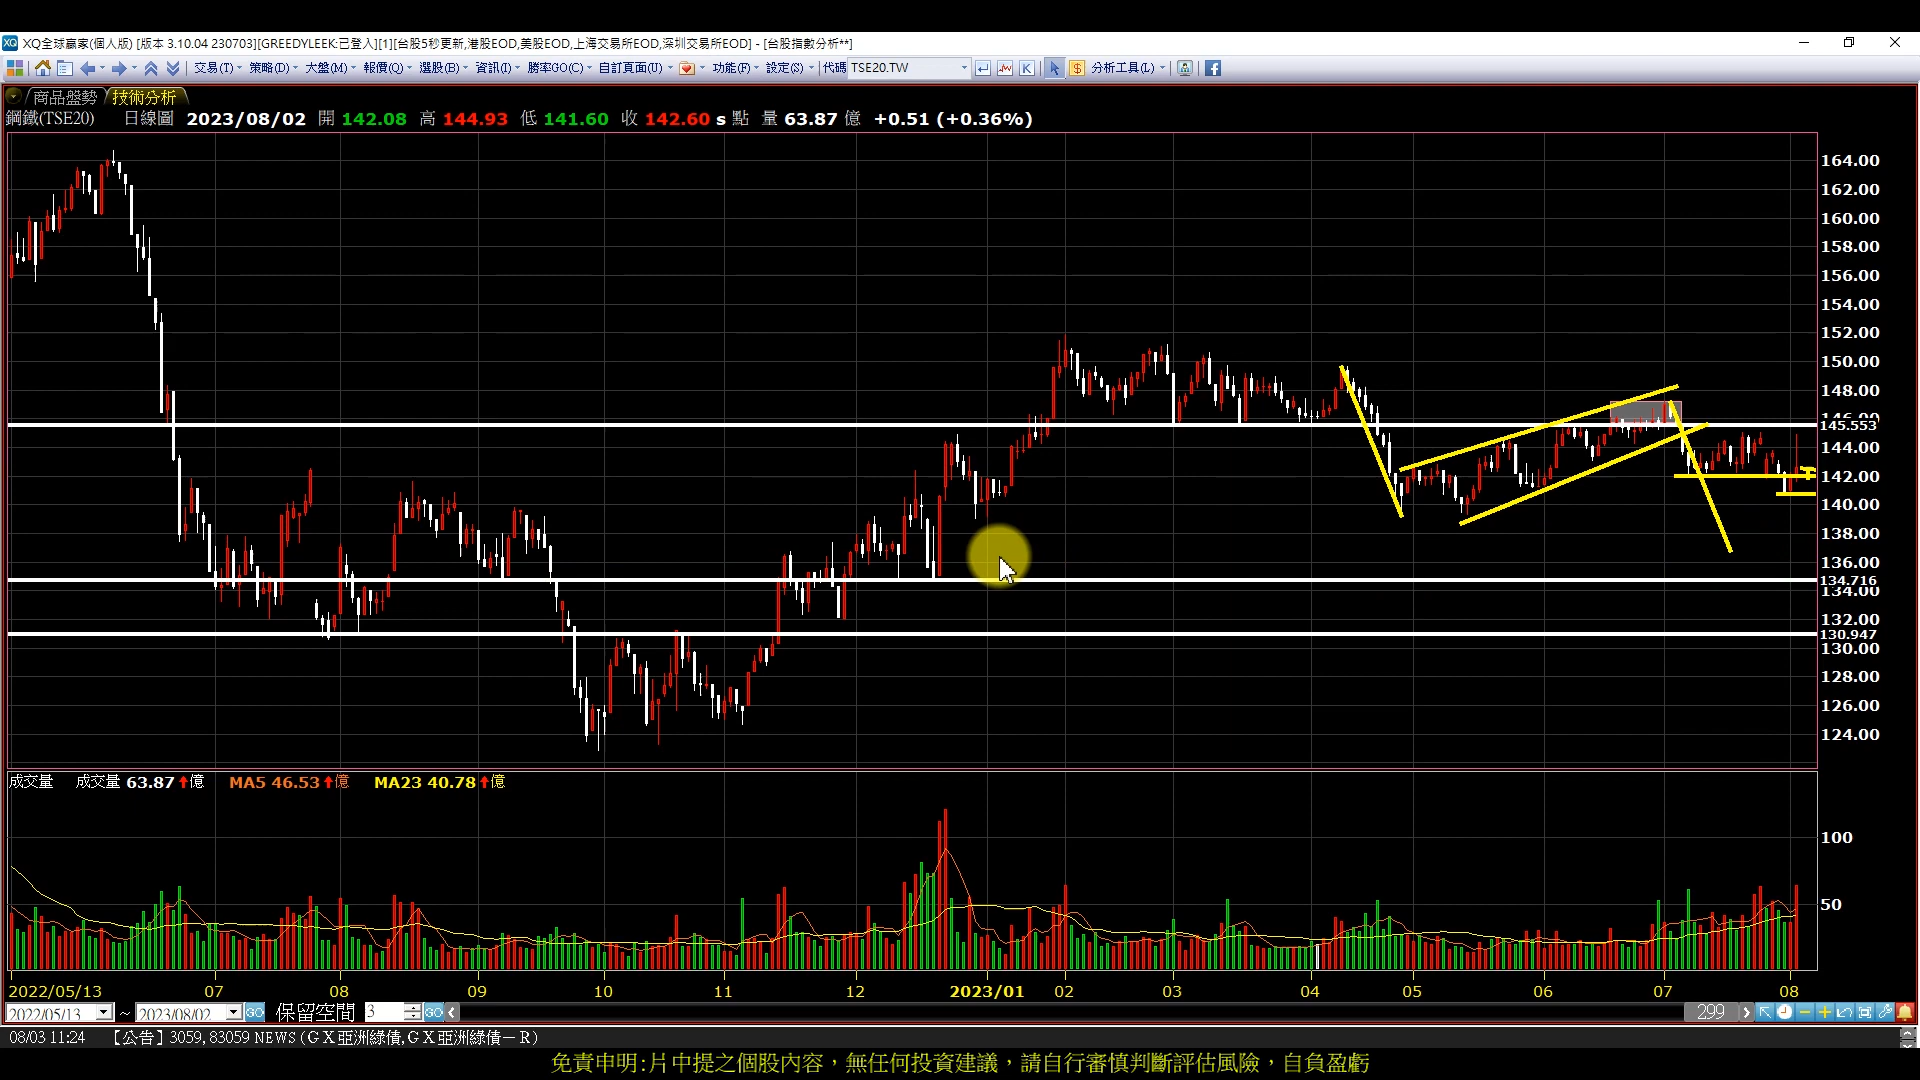 XQ全球贏家(個人版) [版本 3.10.04 230703][GREEDYLEEK:已登入][1][台股5秒更新,港股EOD,美股EOD,上海交易所EOD,深圳交易所EOD] - [台股指數分析**]
交易(T) 策略(D) 大盤(M) 報價(Q) 選股(B) 資訊(I) 勝率GO(C) 自訂頁面(U) 功能(F) 設定(S) 代碼 TSE20.TW K $ 分析工具(L)
商品盤勢 技術分析
鋼鐵(TSE20) 日線圖 2023/08/02 開 142.08 高 144.93 低 141.60 收 142.60 s 點 量 63.87 億 +0.51 (+0.36%)
164.00
162.00
160.00
158.00
156.00
154.00
152.00
150.00
148.00
145.553
144.00
142.00
140.00
138.00
136.00
134.716
134.00
132.00
130.947
130.00
128.00
126.00
124.00
成交量 成交量 63.87 億 MA5 46.53 億 MA23 40.78 億
100
50
2022/05/13 07 08 09 10 11 12 2023/01 02 03 04 05 06 07 08
2022/05/13 ~ 2023/08/02 GO 保留空間 3 GO 299
08/03 11:24 【公告】3059,83059 NEWS (GX亞洲綠債,GX亞洲綠債－R)
免責申明:片中提之個股內容，無任何投資建議，請自行審慎判斷評估風險，自負盈虧